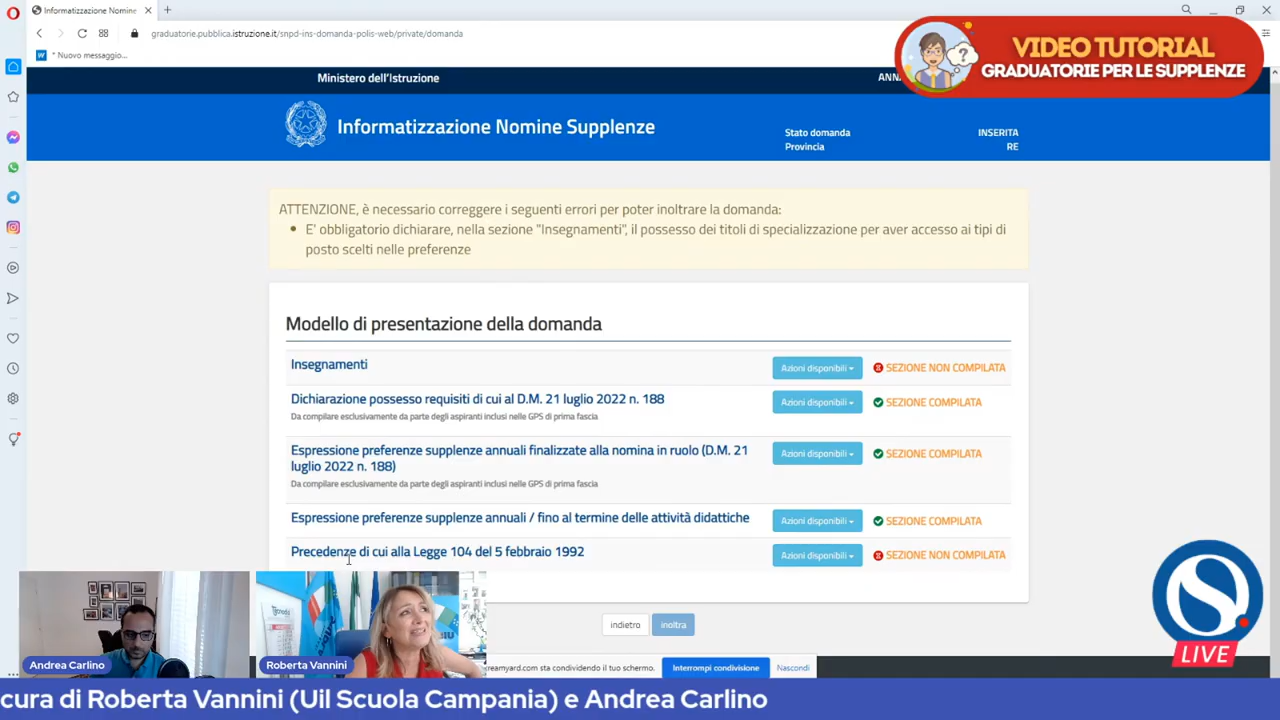 Informatizzazione Nomine
graduatorie.pubblica.istruzione.it/snpd-ins-domanda-polis-web/private/domanda
* Nuovo messaggio...
VIDEO TUTORIAL
GRADUATORIE PER LE SUPPLENZE
Ministero dell'Istruzione
Informatizzazione Nomine Supplenze
Stato domanda INSERITA
Provincia RE
ATTENZIONE, è necessario correggere i seguenti errori per poter inoltrare la domanda:
E' obbligatorio dichiarare, nella sezione "Insegnamenti", il possesso dei titoli di specializzazione per aver accesso ai tipi di
posto scelti nelle preferenze
Modello di presentazione della domanda
Insegnamenti Azioni disponibili SEZIONE NON COMPILATA
Dichiarazione possesso requisiti di cui al D.M. 21 luglio 2022 n. 188 Azioni disponibili SEZIONE COMPILATA
Da compilare esclusivamente da parte degli aspiranti inclusi nelle GPS di prima fascia
Espressione preferenze supplenze annuali finalizzate alla nomina in ruolo (D.M. 21 Azioni disponibili SEZIONE COMPILATA
luglio 2022 n. 188)
Da compilare esclusivamente da parte degli aspiranti inclusi nelle GPS di prima fascia
Espressione preferenze supplenze annuali / fino al termine delle attività didattiche Azioni disponibili SEZIONE COMPILATA
Precedenze di cui alla Legge 104 del 5 febbraio 1992 Azioni disponibili SEZIONE NON COMPILATA
indietro inoltra
sta condividendo il tuo schermo. Interrompi condivisione Nascondi
Andrea Carlino
Roberta Vannini
S
LIVE
cura di Roberta Vannini (Uil Scuola Campania) e Andrea Carlino